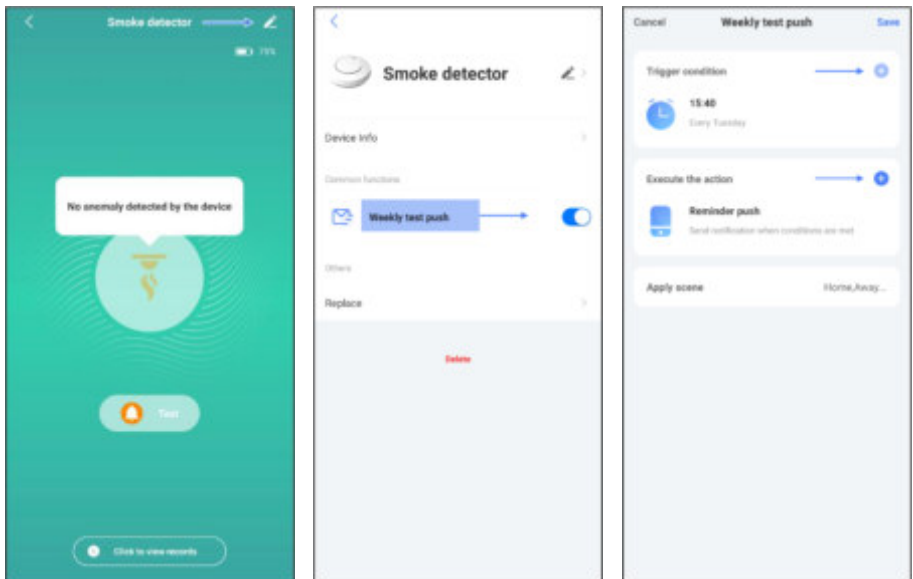 Smoke detector
No anomaly detected by the device
Test
Click to view records
Smoke detector
Device Info
Common functions
Weekly test push
Others
Replace
Delete
Cancel Weekly test push Save
Trigger condition
15:40
Every Tuesday
Execute the action
Reminder push
Send notification when conditions are met
Apply scene Home,Away...